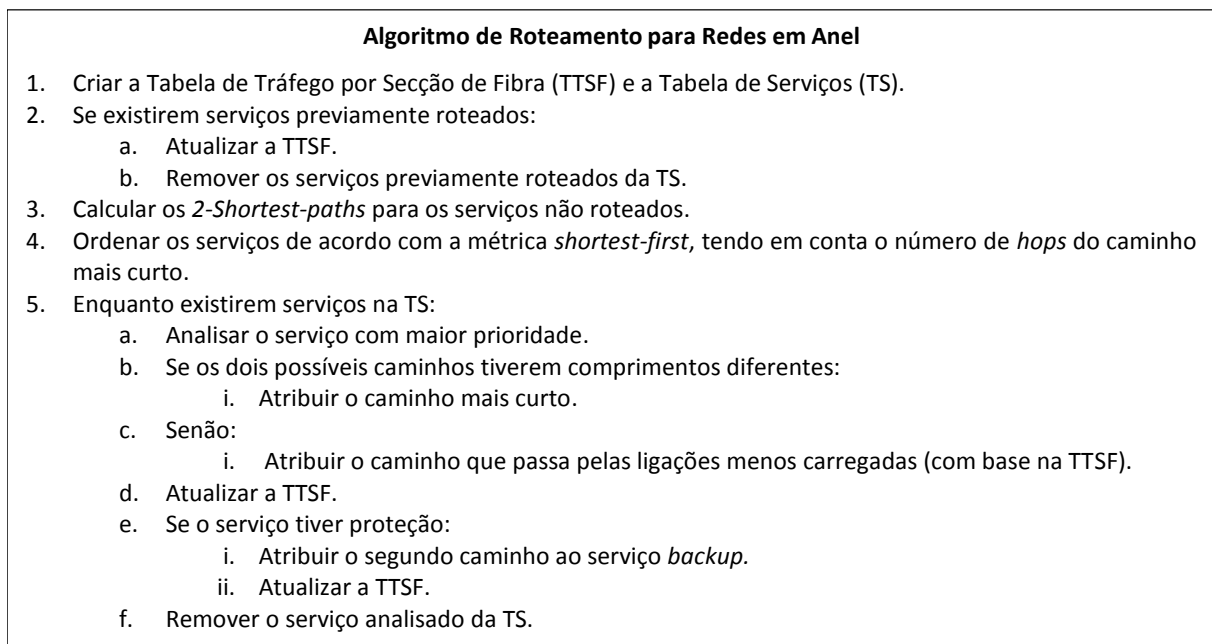 Algoritmo de Roteamento para Redes em Anel
1. Criar a Tabela de Tráfego por Secção de Fibra (TTSF) e a Tabela de Serviços (TS).
2. Se existirem serviços previamente roteados:
a. Atualizar a TTSF.
b. Remover os serviços previamente roteados da TS.
3. Calcular os 2-Shortest-paths para os serviços não roteados.
4. Ordenar os serviços de acordo com a métrica shortest-first, tendo em conta o número de hops do caminho
mais curto.
5. Enquanto existirem serviços na TS:
a. Analisar o serviço com maior prioridade.
b. Se os dois possíveis caminhos tiverem comprimentos diferentes:
i. Atribuir o caminho mais curto.
c. Senão:
i. Atribuir o caminho que passa pelas ligações menos carregadas (com base na TTSF).
d. Atualizar a TTSF.
e. Se o serviço tiver proteção:
i. Atribuir o segundo caminho ao serviço backup.
ii. Atualizar a TTSF.
f. Remover o serviço analisado da TS.